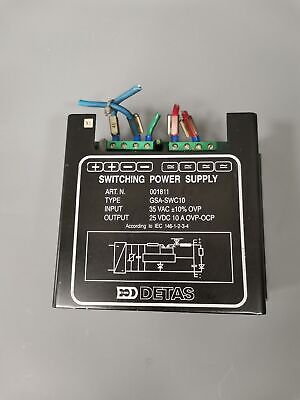 + + − − ≂ ≂ ≂ ≂
SWITCHING POWER SUPPLY
ART. N. 001811
TYPE GSA-SWC10
INPUT 35 VAC ±10% OVP
OUTPUT 25 VDC 10 A OVP-OCP
According to IEC 146-1-2-3-4
DETAS